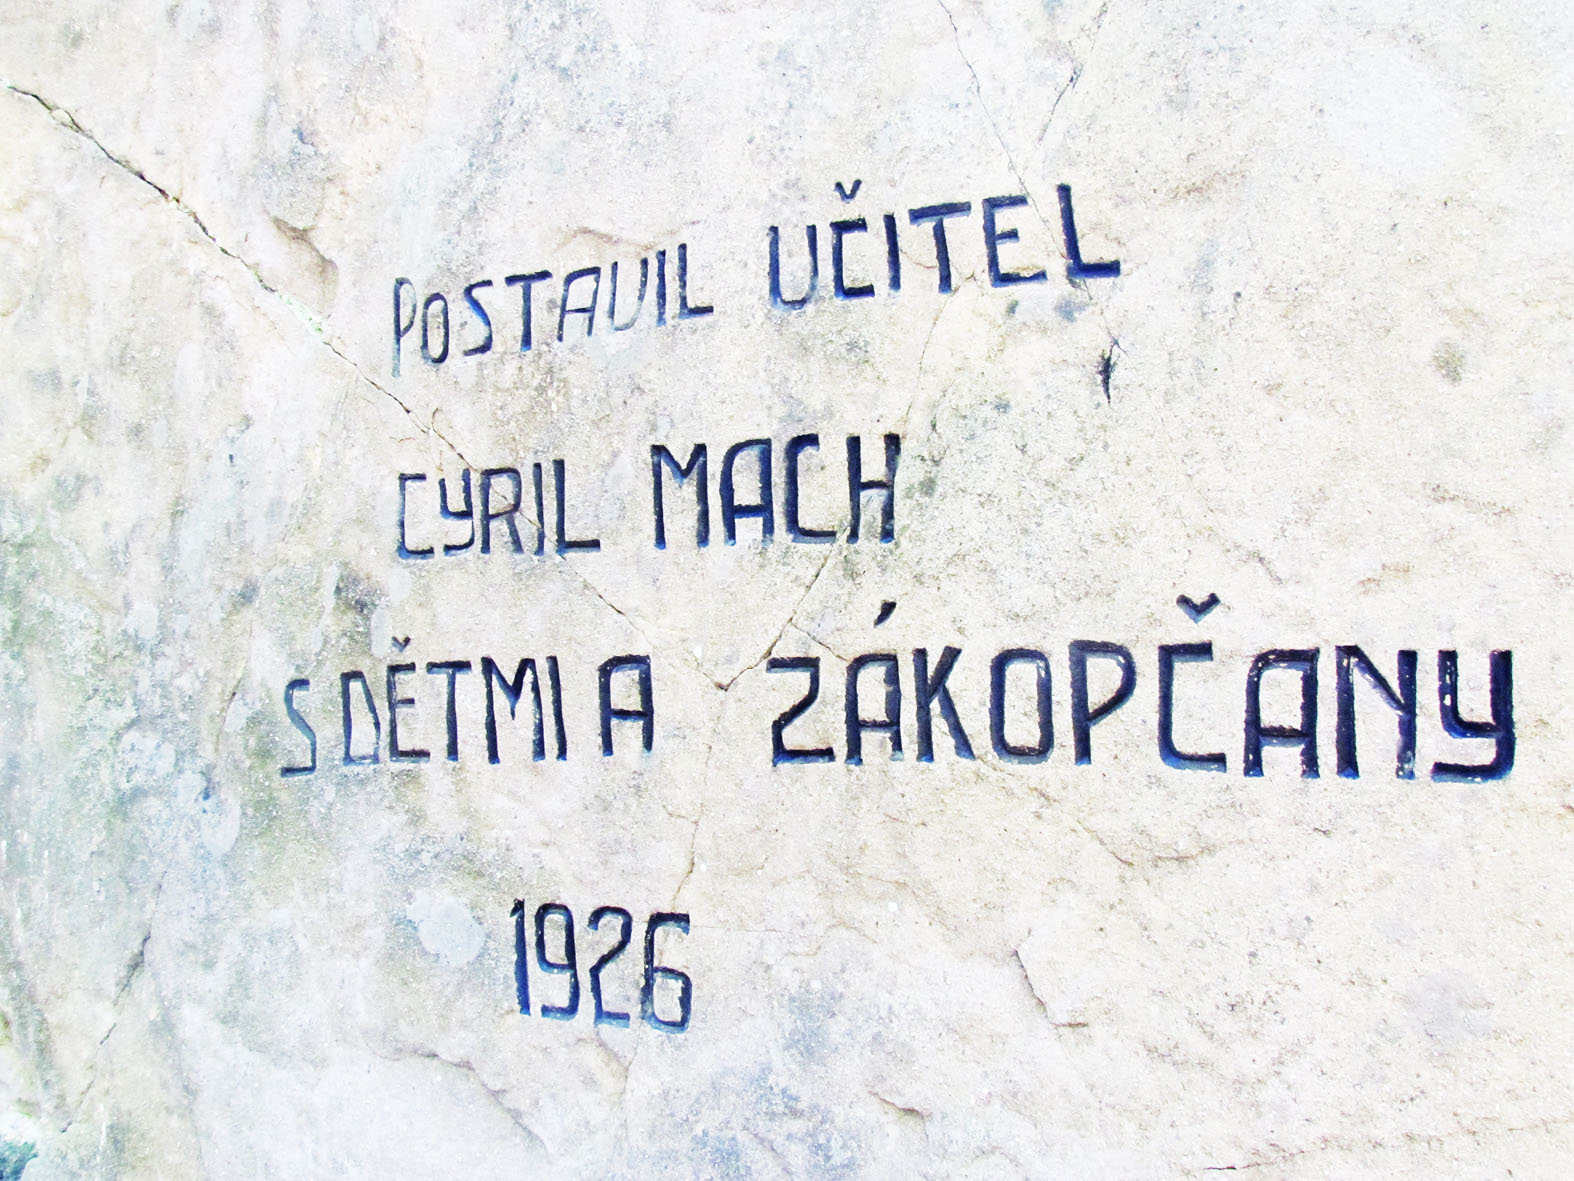 POSTAVIL UČITEL
CYRIL MACH
S DĚTMI A ZÁKOPČANY
1926